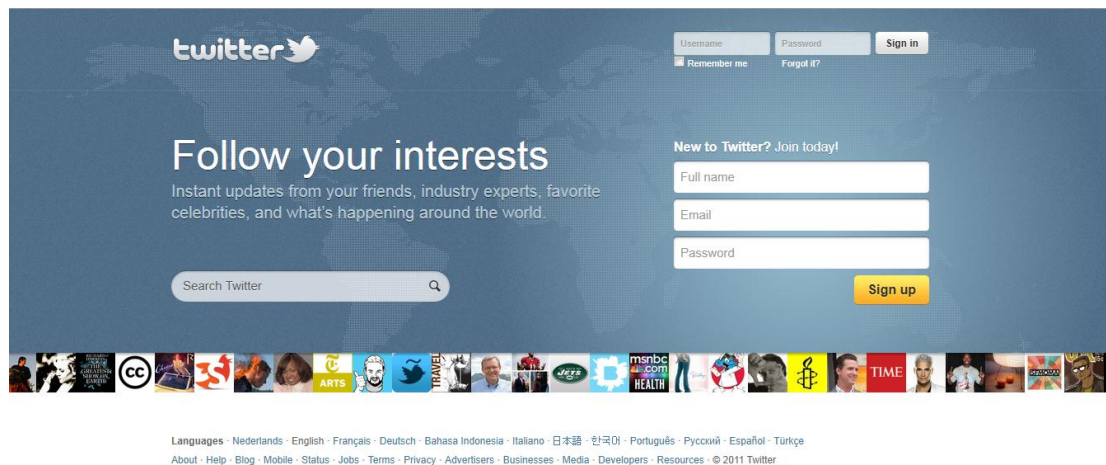 twitter
Username Password Sign in
Remember me Forgot it?
Follow your interests
Instant updates from your friends, industry experts, favorite
celebrities, and what's happening around the world.
Search Twitter
New to Twitter? Join today!
Full name
Email
Password
Sign up
cc
ARTS
TRAVEL
JETS
msnbc
.com
HEALTH
TIME
Languages · Nederlands · English · Français · Deutsch · Bahasa Indonesia · Italiano · 日本語 · 한국어 · Português · Русский · Español · Türkçe
About · Help · Blog · Mobile · Status · Jobs · Terms · Privacy · Advertisers · Businesses · Media · Developers · Resources · © 2011 Twitter